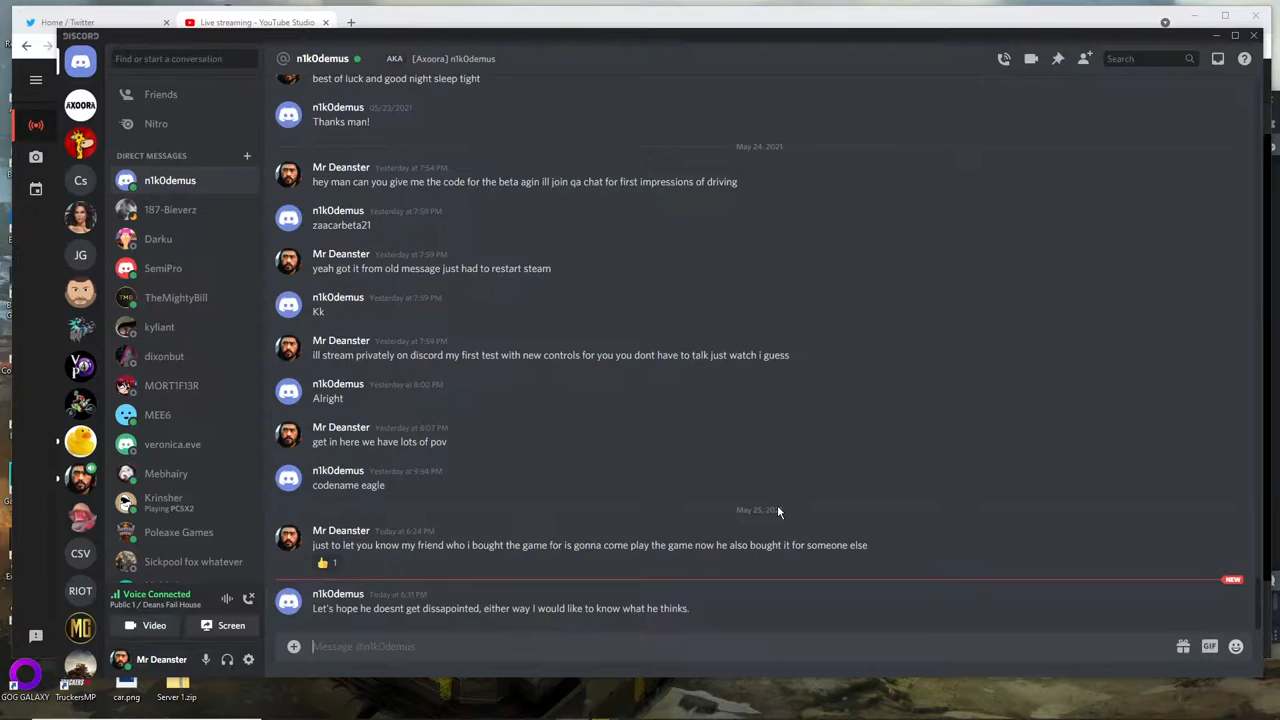 Home / Twitter
Live streaming - YouTube Studio
DISCORD
Find or start a conversation
n1k0demus
AKA
[Axoora] n1k0demus
Search
Friends
Nitro
DIRECT MESSAGES
n1k0demus
187-Bieverz
Darku
SemiPro
TheMightyBill
kyliant
dixonbut
MORT1F13R
MEE6
veronica.eve
Mebhairy
Krinsher
Playing PCSX2
Poleaxe Games
Sickpool fox whatever
AXOORA
Cs
JG
CSV
RIOT
MG
best of luck and good night sleep tight
n1k0demus 05/23/2021
Thanks man!
May 24, 2021
Mr Deanster Yesterday at 7:54 PM
hey man can you give me the code for the beta agin ill join qa chat for first impressions of driving
n1k0demus Yesterday at 7:58 PM
zaacarbeta21
Mr Deanster Yesterday at 7:59 PM
yeah got it from old message just had to restart steam
n1k0demus Yesterday at 7:59 PM
Kk
Mr Deanster Yesterday at 7:59 PM
ill stream privately on discord my first test with new controls for you you dont have to talk just watch i guess
n1k0demus Yesterday at 8:00 PM
Alright
Mr Deanster Yesterday at 8:07 PM
get in here we have lots of pov
n1k0demus Yesterday at 9:54 PM
codename eagle
May 25,
Mr Deanster Today at 6:24 PM
just to let you know my friend who i bought the game for is gonna come play the game now he also bought it for someone else
1
NEW
n1k0demus Today at 6:31 PM
Let's hope he doesnt get dissapointed, either way I would like to know what he thinks.
Message @n1k0demus
GIF
Voice Connected
Public 1 / Deans Fail House
Video
Screen
Mr Deanster
GOG GALAXY
TruckersMP
car.png
Server 1.zip